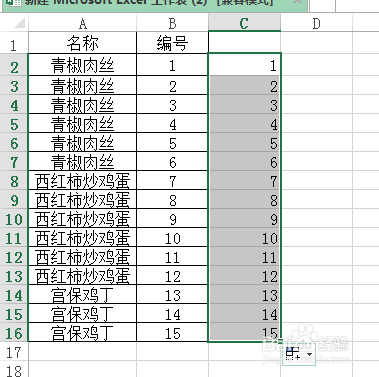 新建 Microsoft Excel 工作表 (2) [兼容模式]
A B C D
1 名称 编号
2 青椒肉丝 1 1
3 青椒肉丝 2 2
4 青椒肉丝 3 3
5 青椒肉丝 4 4
6 青椒肉丝 5 5
7 青椒肉丝 6 6
8 西红柿炒鸡蛋 7 7
9 西红柿炒鸡蛋 8 8
10 西红柿炒鸡蛋 9 9
11 西红柿炒鸡蛋 10 10
12 西红柿炒鸡蛋 11 11
13 西红柿炒鸡蛋 12 12
14 宫保鸡丁 13 13
15 宫保鸡丁 14 14
16 宫保鸡丁 15 15
17
18